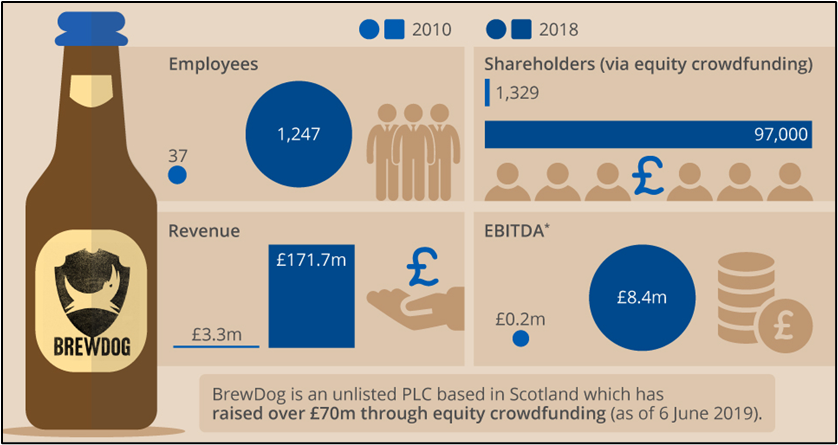 2010
2018
Employees
37
1,247
Shareholders (via equity crowdfunding)
1,329
97,000
£
Revenue
£3.3m
£171.7m
£
EBITDA*
£0.2m
£8.4m
£
BREWDOG
BrewDog is an unlisted PLC based in Scotland which has
raised over £70m through equity crowdfunding (as of 6 June 2019).